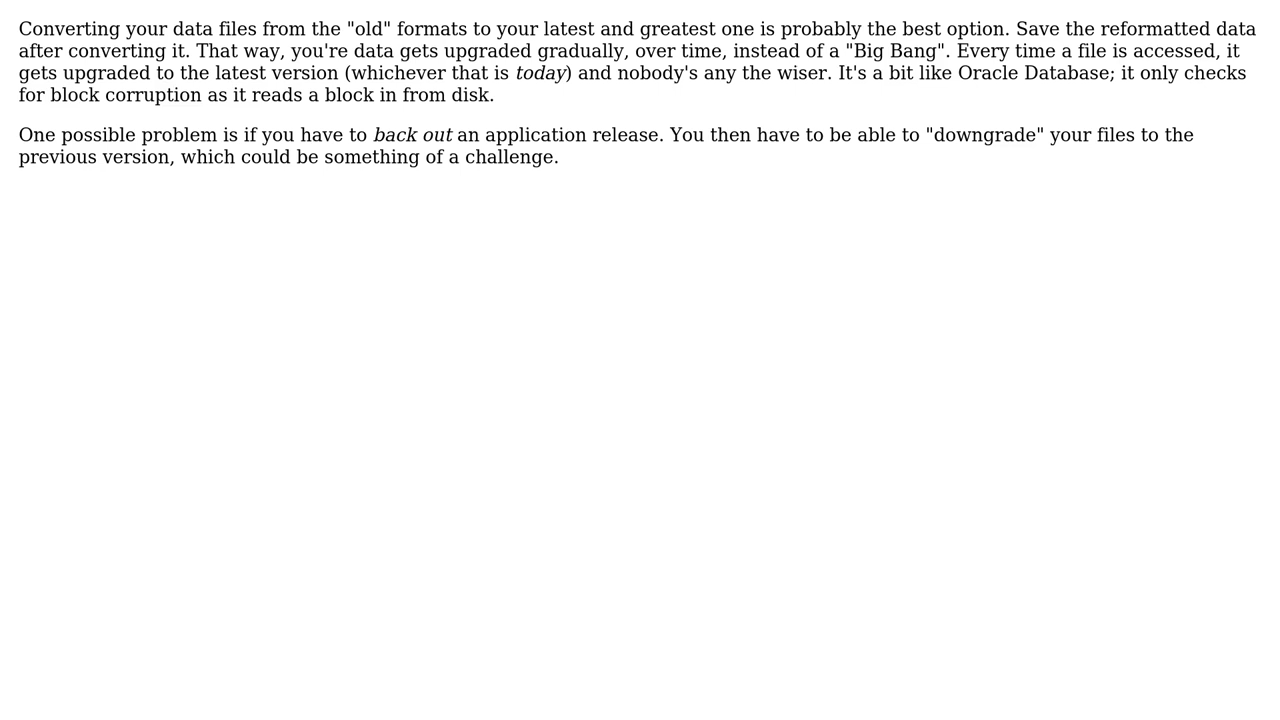 Converting your data files from the "old" formats to your latest and greatest one is probably the best option. Save the reformatted data
after converting it. That way, you're data gets upgraded gradually, over time, instead of a "Big Bang". Every time a file is accessed, it
gets upgraded to the latest version (whichever that is today) and nobody's any the wiser. It's a bit like Oracle Database; it only checks
for block corruption as it reads a block in from disk.
One possible problem is if you have to back out an application release. You then have to be able to "downgrade" your files to the
previous version, which could be something of a challenge.